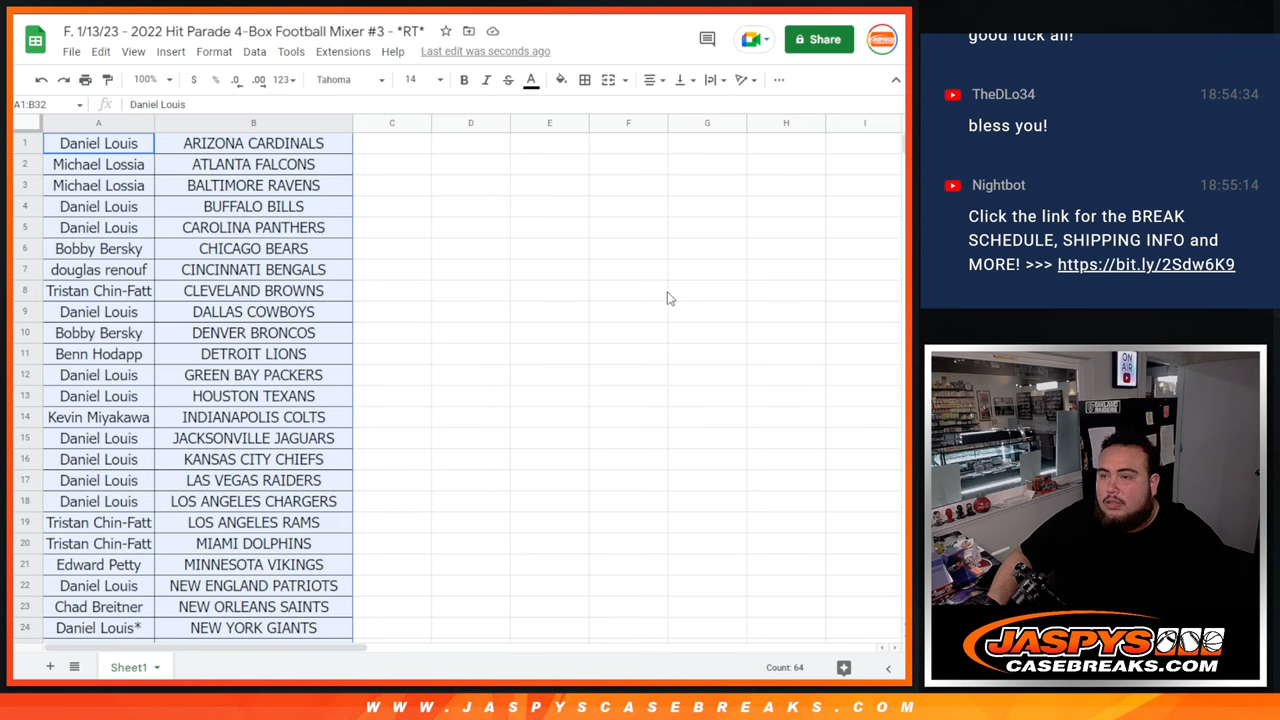 F. 1/13/23 - 2022 Hit Parade 4-Box Football Mixer #3 - *RT*
File Edit View Insert Format Data Tools Extensions Help Last edit was seconds ago
Share
100% $ % .0 .00 123 Tahoma 14 B I S A
A1:B32 fx Daniel Louis
A B C D E F G H I
1 Daniel Louis ARIZONA CARDINALS
2 Michael Lossia ATLANTA FALCONS
3 Michael Lossia BALTIMORE RAVENS
4 Daniel Louis BUFFALO BILLS
5 Daniel Louis CAROLINA PANTHERS
6 Bobby Bersky CHICAGO BEARS
7 douglas renouf CINCINNATI BENGALS
8 Tristan Chin-Fatt CLEVELAND BROWNS
9 Daniel Louis DALLAS COWBOYS
10 Bobby Bersky DENVER BRONCOS
11 Benn Hodapp DETROIT LIONS
12 Daniel Louis GREEN BAY PACKERS
13 Daniel Louis HOUSTON TEXANS
14 Kevin Miyakawa INDIANAPOLIS COLTS
15 Daniel Louis JACKSONVILLE JAGUARS
16 Daniel Louis KANSAS CITY CHIEFS
17 Daniel Louis LAS VEGAS RAIDERS
18 Daniel Louis LOS ANGELES CHARGERS
19 Tristan Chin-Fatt LOS ANGELES RAMS
20 Tristan Chin-Fatt MIAMI DOLPHINS
21 Edward Petty MINNESOTA VIKINGS
22 Daniel Louis NEW ENGLAND PATRIOTS
23 Chad Breitner NEW ORLEANS SAINTS
24 Daniel Louis* NEW YORK GIANTS
Sheet1
Count: 64
good luck all!
TheDLo34 18:54:34
bless you!
Nightbot 18:55:14
Click the link for the BREAK
SCHEDULE, SHIPPING INFO and
MORE! >>> https://bit.ly/2Sdw6K9
ON
AIR
OAKLAND
RAIDERS
JASPYS
CASEBREAKS.COM
WWW.JASPYSCASEBREAKS.COM